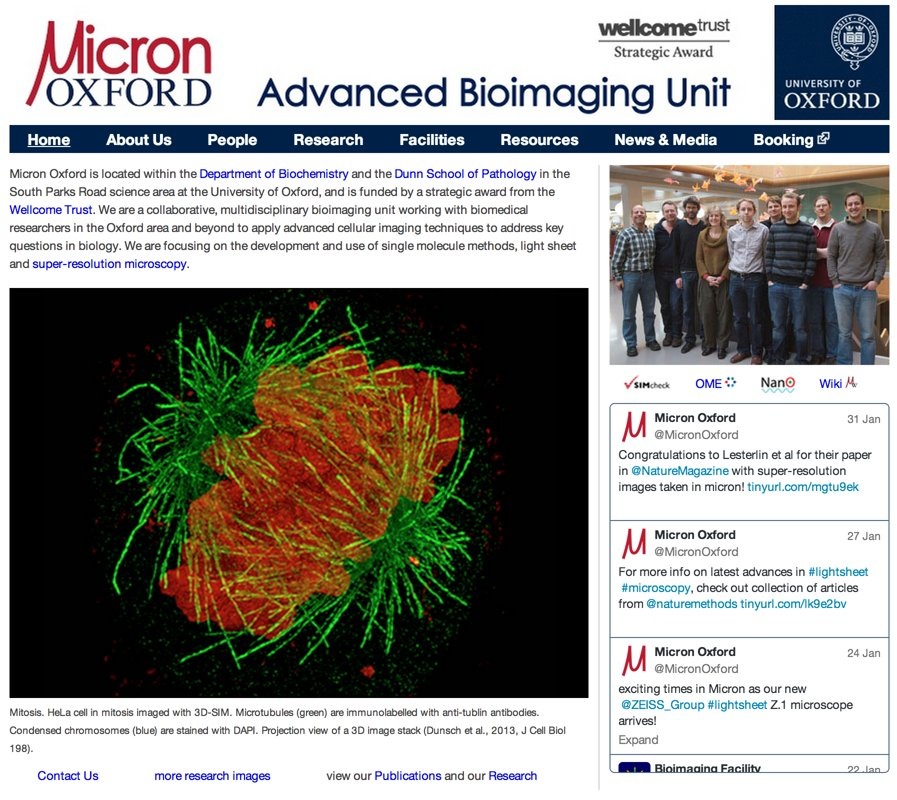 Micron
OXFORD
Advanced Bioimaging Unit
wellcometrust
Strategic Award
UNIVERSITY OF
OXFORD
Home About Us People Research Facilities Resources News & Media Booking
Micron Oxford is located within the Department of Biochemistry and the Dunn School of Pathology in the
South Parks Road science area at the University of Oxford, and is funded by a strategic award from the
Wellcome Trust. We are a collaborative, multidisciplinary bioimaging unit working with biomedical
researchers in the Oxford area and beyond to apply advanced cellular imaging techniques to address key
questions in biology. We are focusing on the development and use of single molecule methods, light sheet
and super-resolution microscopy.
Mitosis. HeLa cell in mitosis imaged with 3D-SIM. Microtubules (green) are immunolabelled with anti-tublin antibodies.
Condensed chromosomes (blue) are stained with DAPI. Projection view of a 3D image stack (Dunsch et al., 2013, J Cell Biol
198).
Contact Us more research images view our Publications and our Research
SIMcheck OME NanO Wiki
Micron Oxford 31 Jan
@MicronOxford
Congratulations to Lesterlin et al for their paper
in @NatureMagazine with super-resolution
images taken in micron! tinyurl.com/mgtu9ek
Micron Oxford 27 Jan
@MicronOxford
For more info on latest advances in #lightsheet
#microscopy, check out collection of articles
from @naturemethods tinyurl.com/lk9e2bv
Micron Oxford 24 Jan
@MicronOxford
exciting times in Micron as our new
@ZEISS_Group #lightsheet Z.1 microscope
arrives!
Expand
Bioimaging Facility 22 Jan